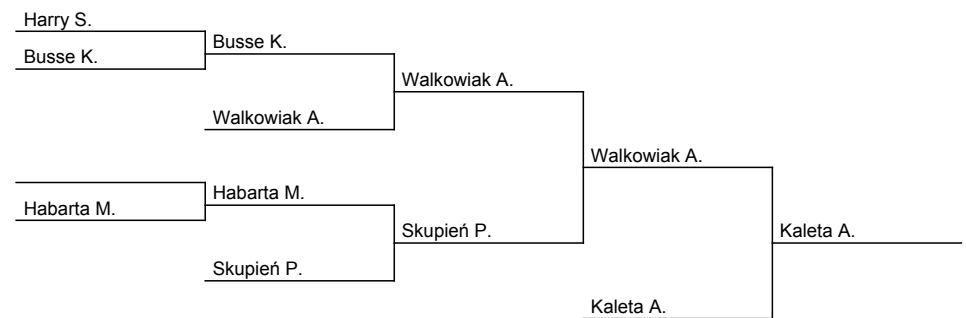 Harry S.
Busse K.
Busse K.
Walkowiak A.
Walkowiak A.
Walkowiak A.
Habarta M.
Habarta M.
Skupień P.
Kaleta A.
Skupień P.
Kaleta A.